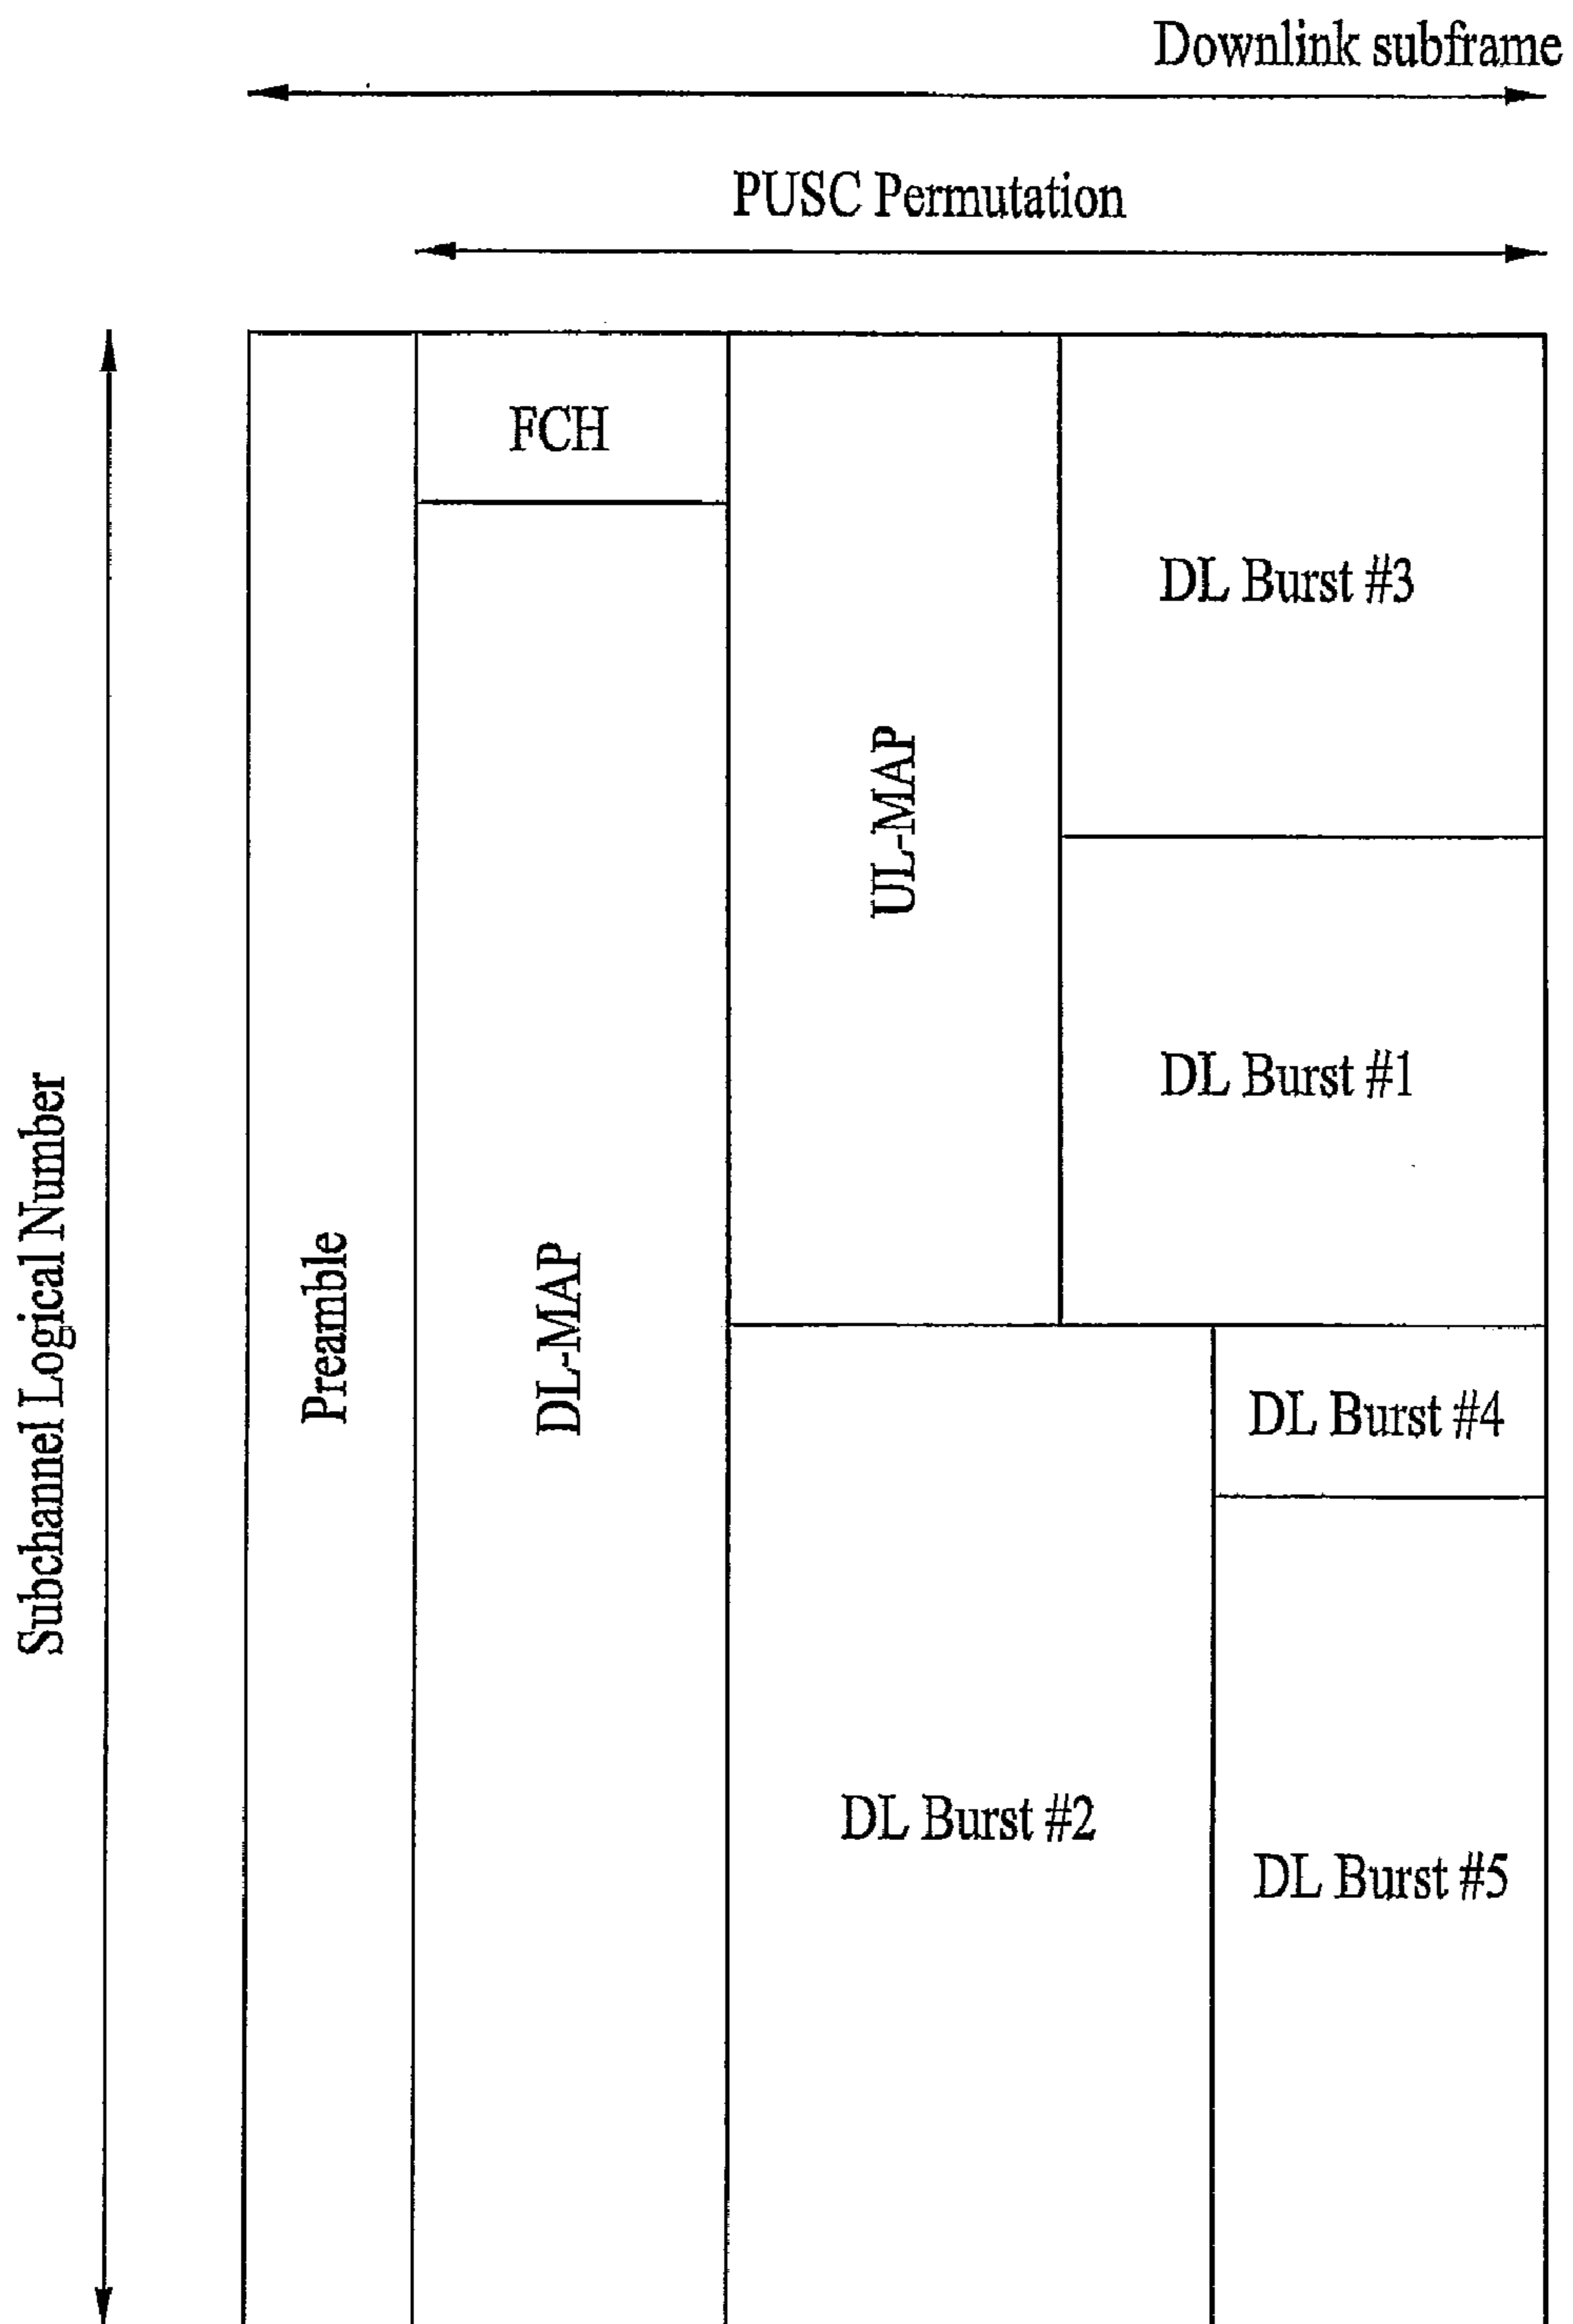 Downlink subframe
PUSC Permutation
FCH
DL Burst #3
UL-MAP
DL Burst #1
Subchannel Logical Number
Preamble
DL-MAP
DL Burst #4
DL Burst #2
DL Burst #5